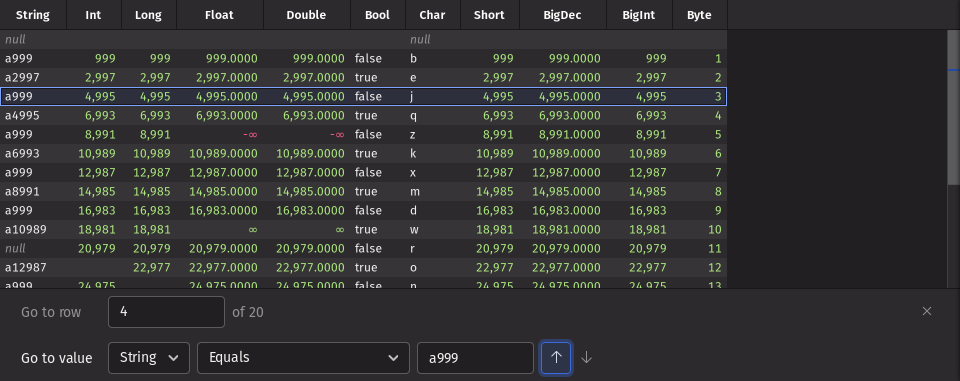 String Int Long Float Double Bool Char Short BigDec BigInt Byte
null null
a999 999 999 999.0000 999.0000 false b 999 999.0000 999 1
a2997 2,997 2,997 2,997.0000 2,997.0000 true e 2,997 2,997.0000 2,997 2
a999 4,995 4,995 4,995.0000 4,995.0000 false j 4,995 4,995.0000 4,995 3
a4995 6,993 6,993 6,993.0000 6,993.0000 true q 6,993 6,993.0000 6,993 4
a999 8,991 8,991 -∞ -∞ false z 8,991 8,991.0000 8,991 5
a6993 10,989 10,989 10,989.0000 10,989.0000 true k 10,989 10,989.0000 10,989 6
a999 12,987 12,987 12,987.0000 12,987.0000 false x 12,987 12,987.0000 12,987 7
a8991 14,985 14,985 14,985.0000 14,985.0000 true m 14,985 14,985.0000 14,985 8
a999 16,983 16,983 16,983.0000 16,983.0000 false d 16,983 16,983.0000 16,983 9
a10989 18,981 18,981 ∞ ∞ true w 18,981 18,981.0000 18,981 10
null 20,979 20,979 20,979.0000 20,979.0000 false r 20,979 20,979.0000 20,979 11
a12987 22,977 22,977.0000 22,977.0000 true o 22,977 22,977.0000 22,977 12
a999 24,975 24,975.0000 24,975.0000 false n 24,975 24,975.0000 24,975 13
Go to row 4 of 20
Go to value String Equals a999